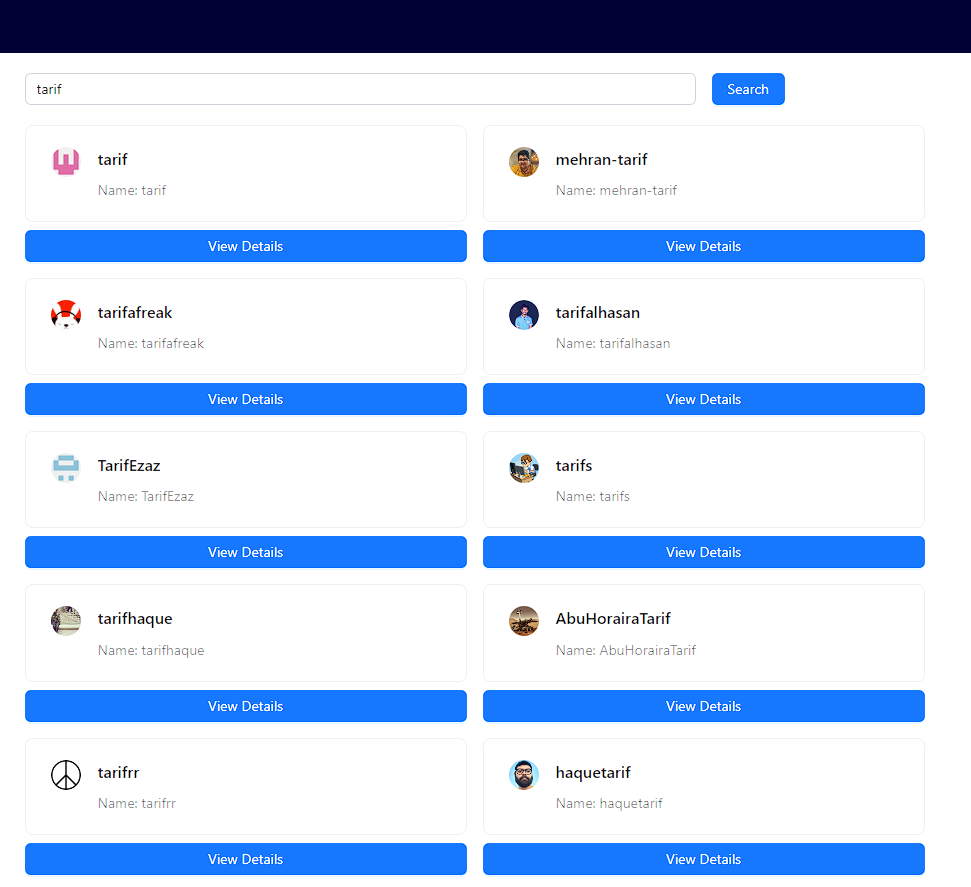 tarif
Search
tarif
Name: tarif
View Details
mehran-tarif
Name: mehran-tarif
View Details
tarifafreak
Name: tarifafreak
View Details
tarifalhasan
Name: tarifalhasan
View Details
TarifEzaz
Name: TarifEzaz
View Details
tarifs
Name: tarifs
View Details
tarifhaque
Name: tarifhaque
View Details
AbuHorairaTarif
Name: AbuHorairaTarif
View Details
tarifrr
Name: tarifrr
View Details
haquetarif
Name: haquetarif
View Details